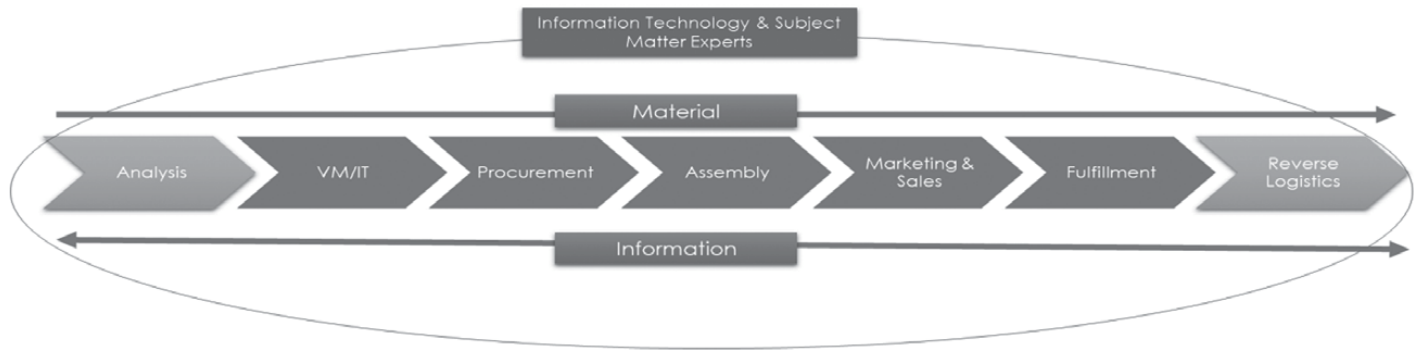 Information Technology & Subject
Matter Experts
Material
Analysis
VM/IT
Procurement
Assembly
Marketing &
Sales
Fulfillment
Reverse
Logistics
Information